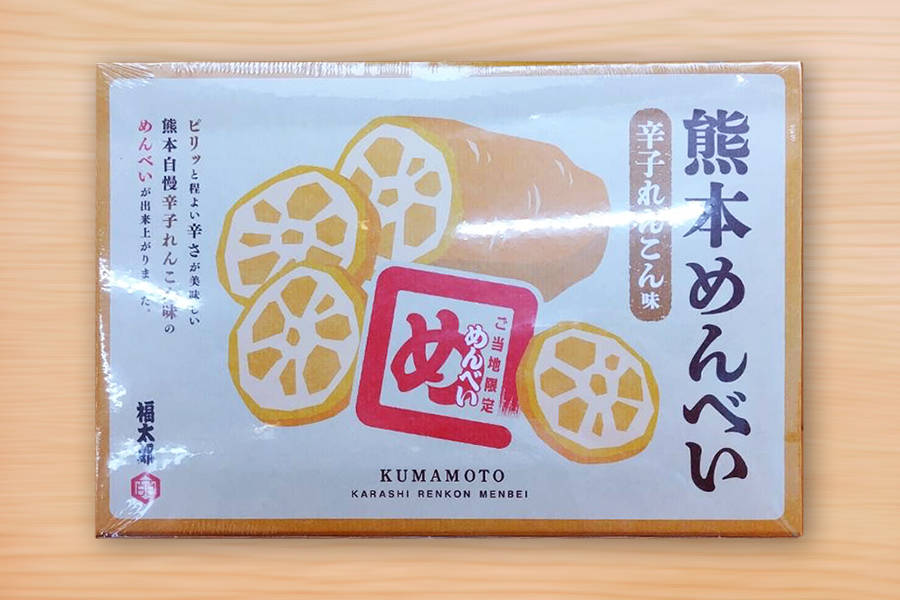 熊本めんべい
辛子れんこん味
ご当地限定
めんべい
め
ピリッと程よい辛さが美味しい
熊本自慢辛子れんこん味の
めんべいが出来上がりました。
福太郎
KUMAMOTO
KARASHI RENKON MENBEI